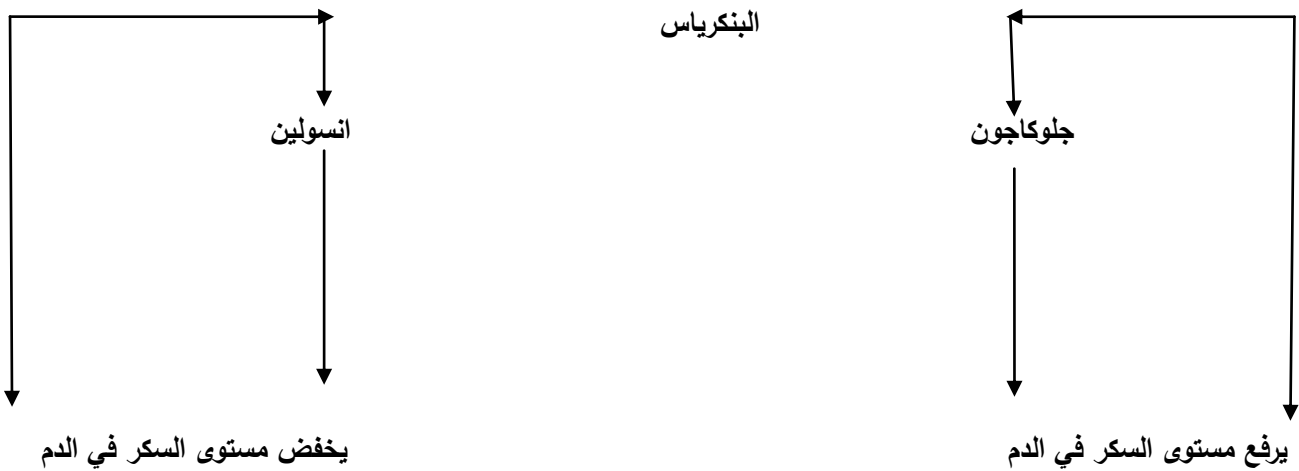 البنكرياس
جلوكاجون
انسولين
يرفع مستوى السكر في الدم
يخفض مستوى السكر في الدم